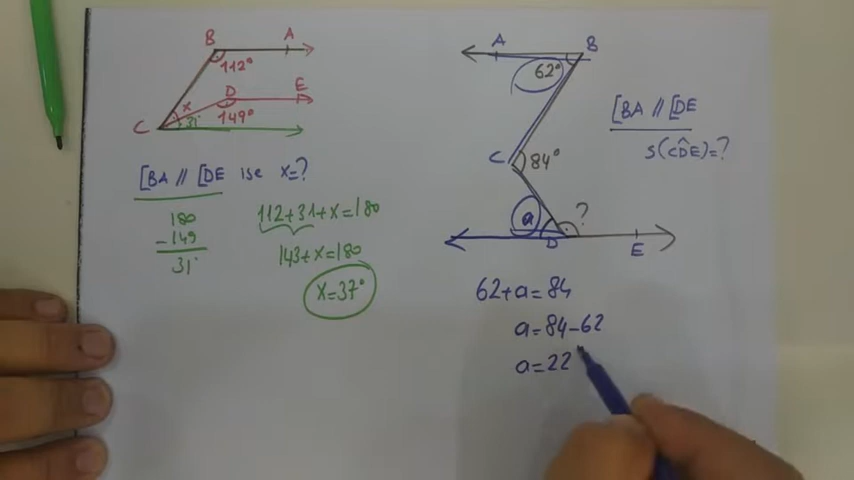 B
A
112°
D
E
x
31°
149°
C
[BA // [DE ise x=?
180
-149
31°
112+31+x=180
143+x=180
x=37°
A
B
62°
[BA // [DE
S(CDE)=?
C
84°
a
?
D
E
62+a=84
a=84-62
a=22